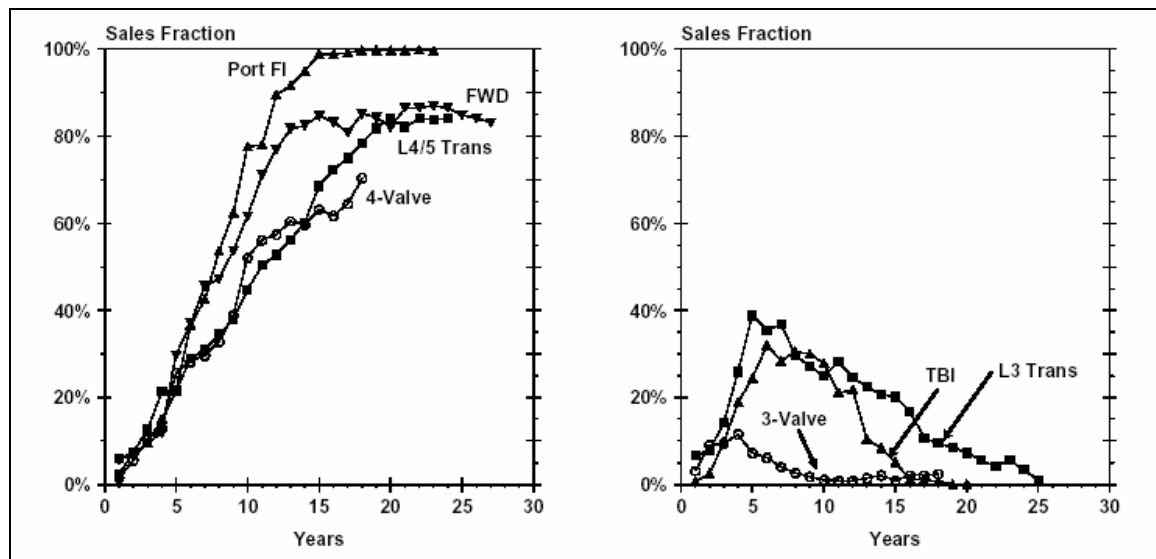 Sales Fraction
100%
80%
60%
40%
20%
0%
0
5
10
15
20
25
30
Years
Port FI
FWD
L4/5 Trans
4-Valve
Sales Fraction
100%
80%
60%
40%
20%
0%
0
5
10
15
20
25
30
Years
TBI
L3 Trans
3-Valve